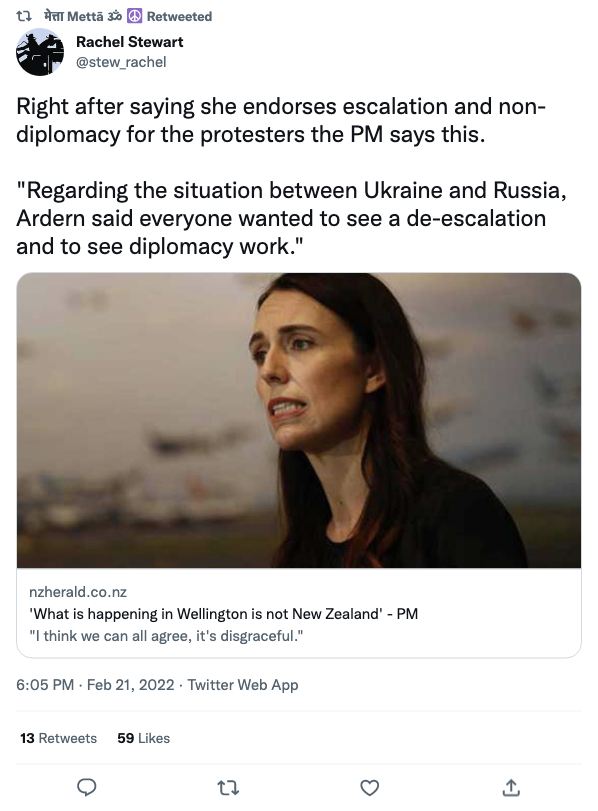 मेत्ता Mettā ॐ ☮ Retweeted
Rachel Stewart
@stew_rachel
Right after saying she endorses escalation and non-
diplomacy for the protesters the PM says this.
"Regarding the situation between Ukraine and Russia,
Ardern said everyone wanted to see a de-escalation
and to see diplomacy work."
nzherald.co.nz
'What is happening in Wellington is not New Zealand' - PM
"I think we can all agree, it's disgraceful."
6:05 PM · Feb 21, 2022 · Twitter Web App
13 Retweets 59 Likes